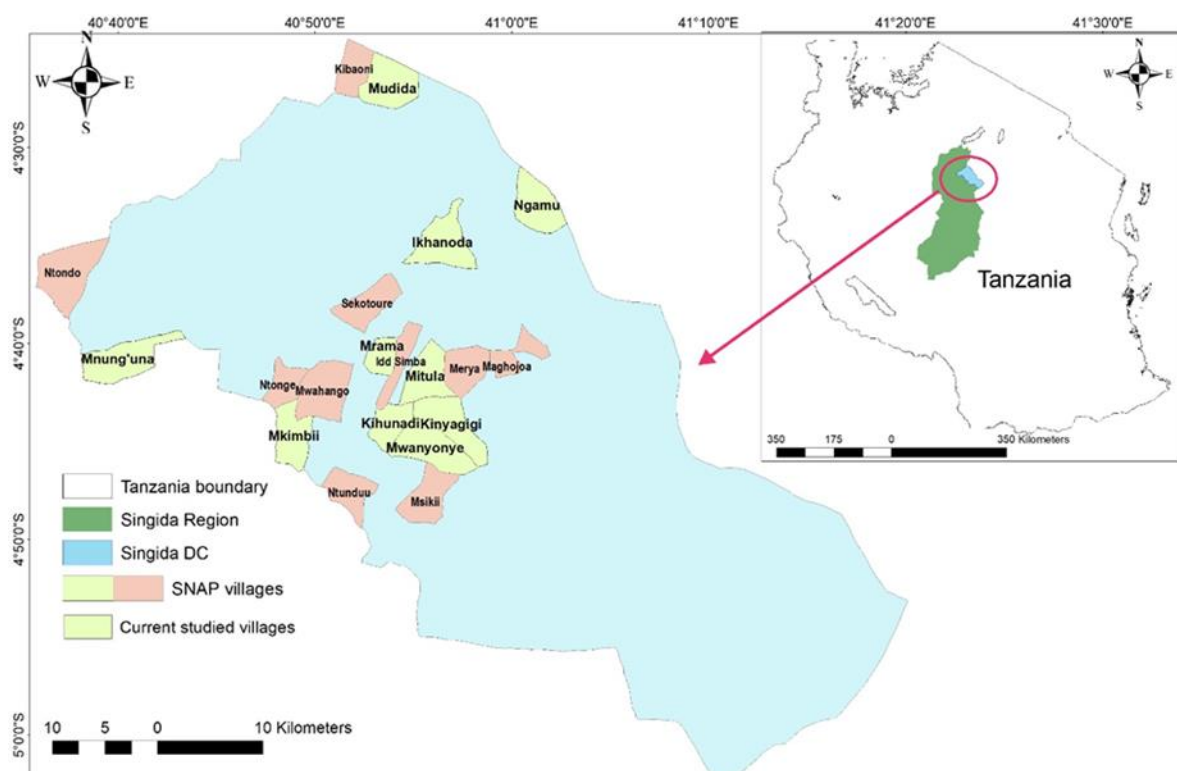 40°40'0"E 40°50'0"E 41°00'0"E 41°10'0"E 41°20'0"E 41°30'0"E
N
W E
S
N
W E
S
Kibaoni
Mudida
4°30'0"S
Ngamu
Ikhanoda
Ntondo
Sekotoure
Tanzania
4°40'0"S
Mrama
Idd Simba
Mnung'una
Mitula
Merya
Maghojoa
Ntonge
Mwahango
Kihunadi
Kinyagigi
Mkimbii
Mwanyonye
350 175 0 350 Kilometers
Ntunduu
Msikii
Tanzania boundary
Singida Region
4°50'0"S
Singida DC
SNAP villages
Current studied villages
10 5 0 10 Kilometers
5°0'0"S